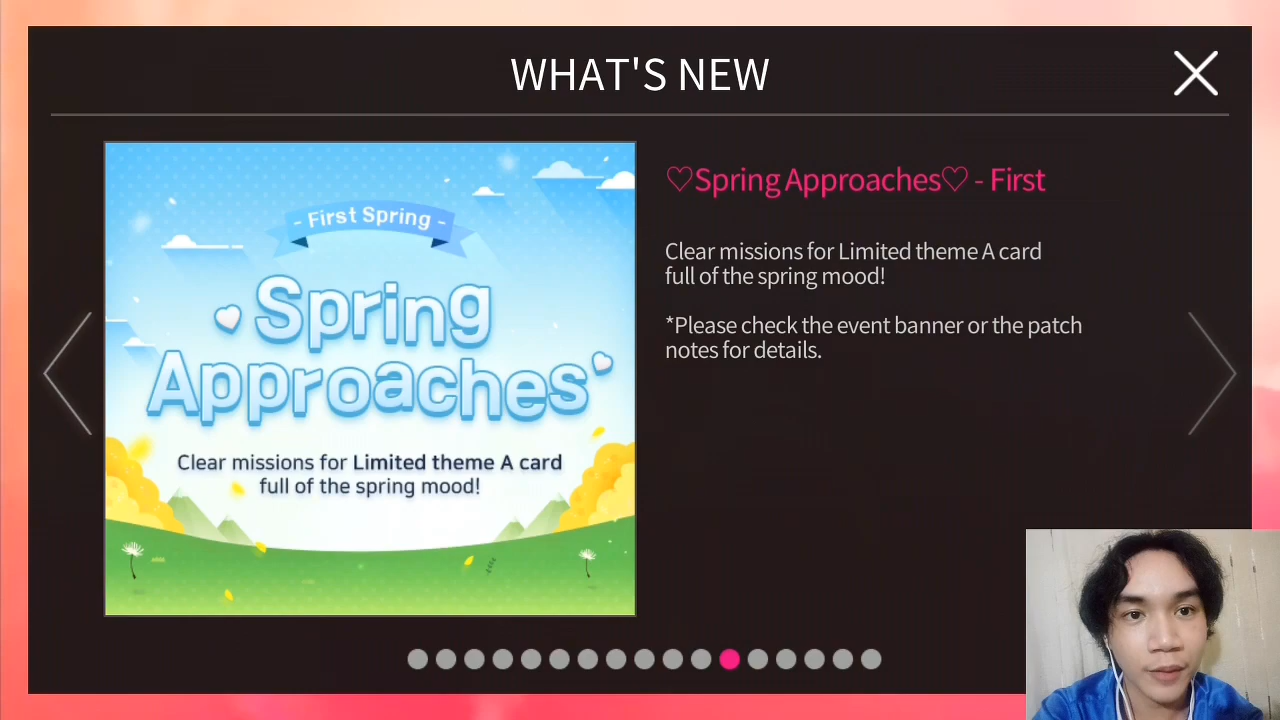 WHAT'S NEW
- First Spring -
Spring
Approaches
Clear missions for Limited theme A card
full of the spring mood!
♡Spring Approaches♡ - First
Clear missions for Limited theme A card
full of the spring mood!
*Please check the event banner or the patch
notes for details.